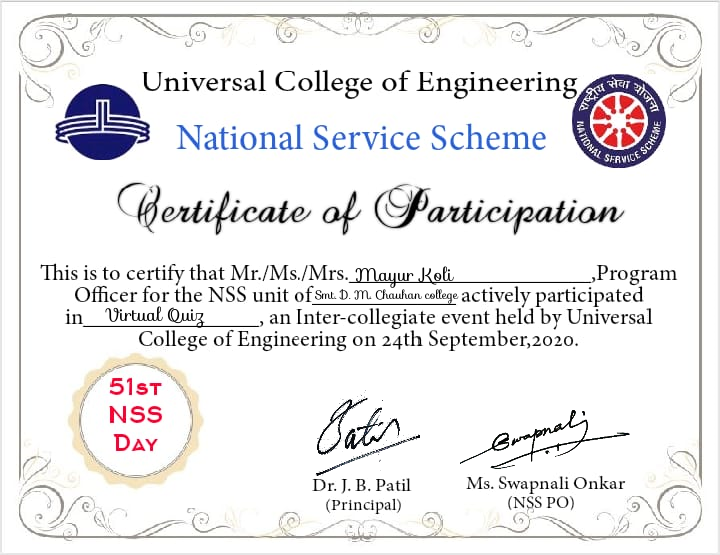 Universal College of Engineering
राष्ट्रीय सेवा योजना
NATIONAL SERVICE SCHEME
National Service Scheme
Certificate of Participation
This is to certify that Mr./Ms./Mrs. Mayur Koli ,Program
Officer for the NSS unit of Smt. D. M. Chauhan college actively participated
in Virtual Quiz , an Inter-collegiate event held by Universal
College of Engineering on 24th September,2020.
51st
NSS
Day
Patil
Swapnali
Dr. J. B. Patil
(Principal)
Ms. Swapnali Onkar
(NSS PO)